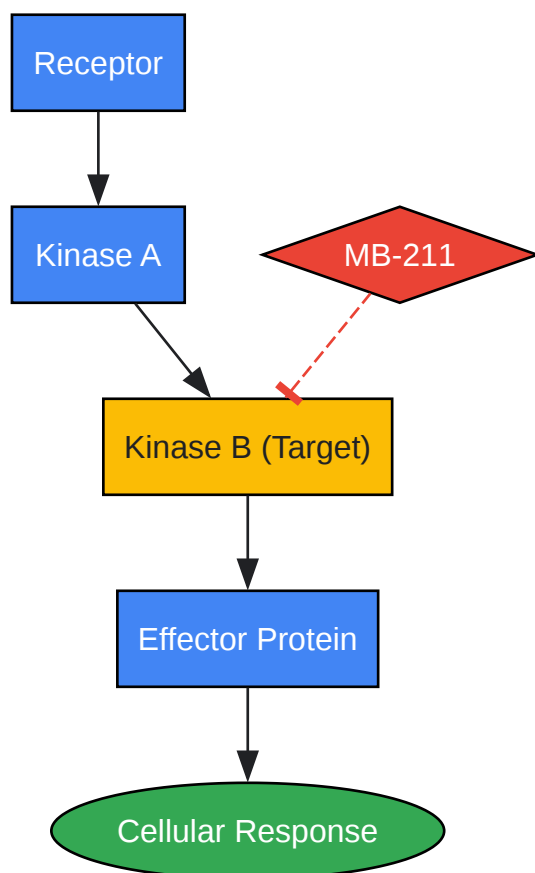 Receptor
Kinase A
MB-211
Kinase B (Target)
Effector Protein
Cellular Response